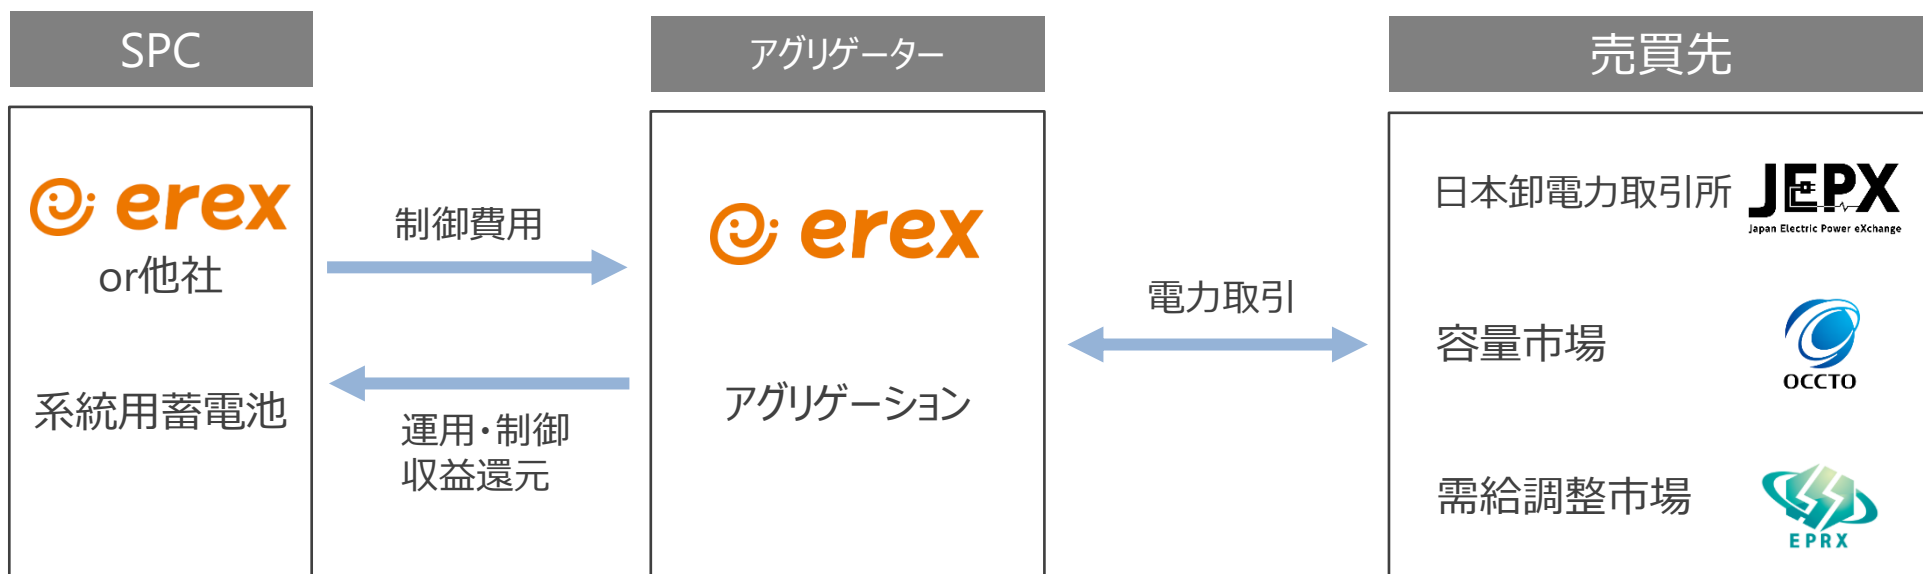 SPC
erex
or他社
系統用蓄電池
制御費用
運用・制御
収益還元
アグリゲーター
erex
アグリゲーション
電力取引
売買先
日本卸電力取引所
JEPX
Japan Electric Power eXchange
容量市場
OCCTO
需給調整市場
EPRX